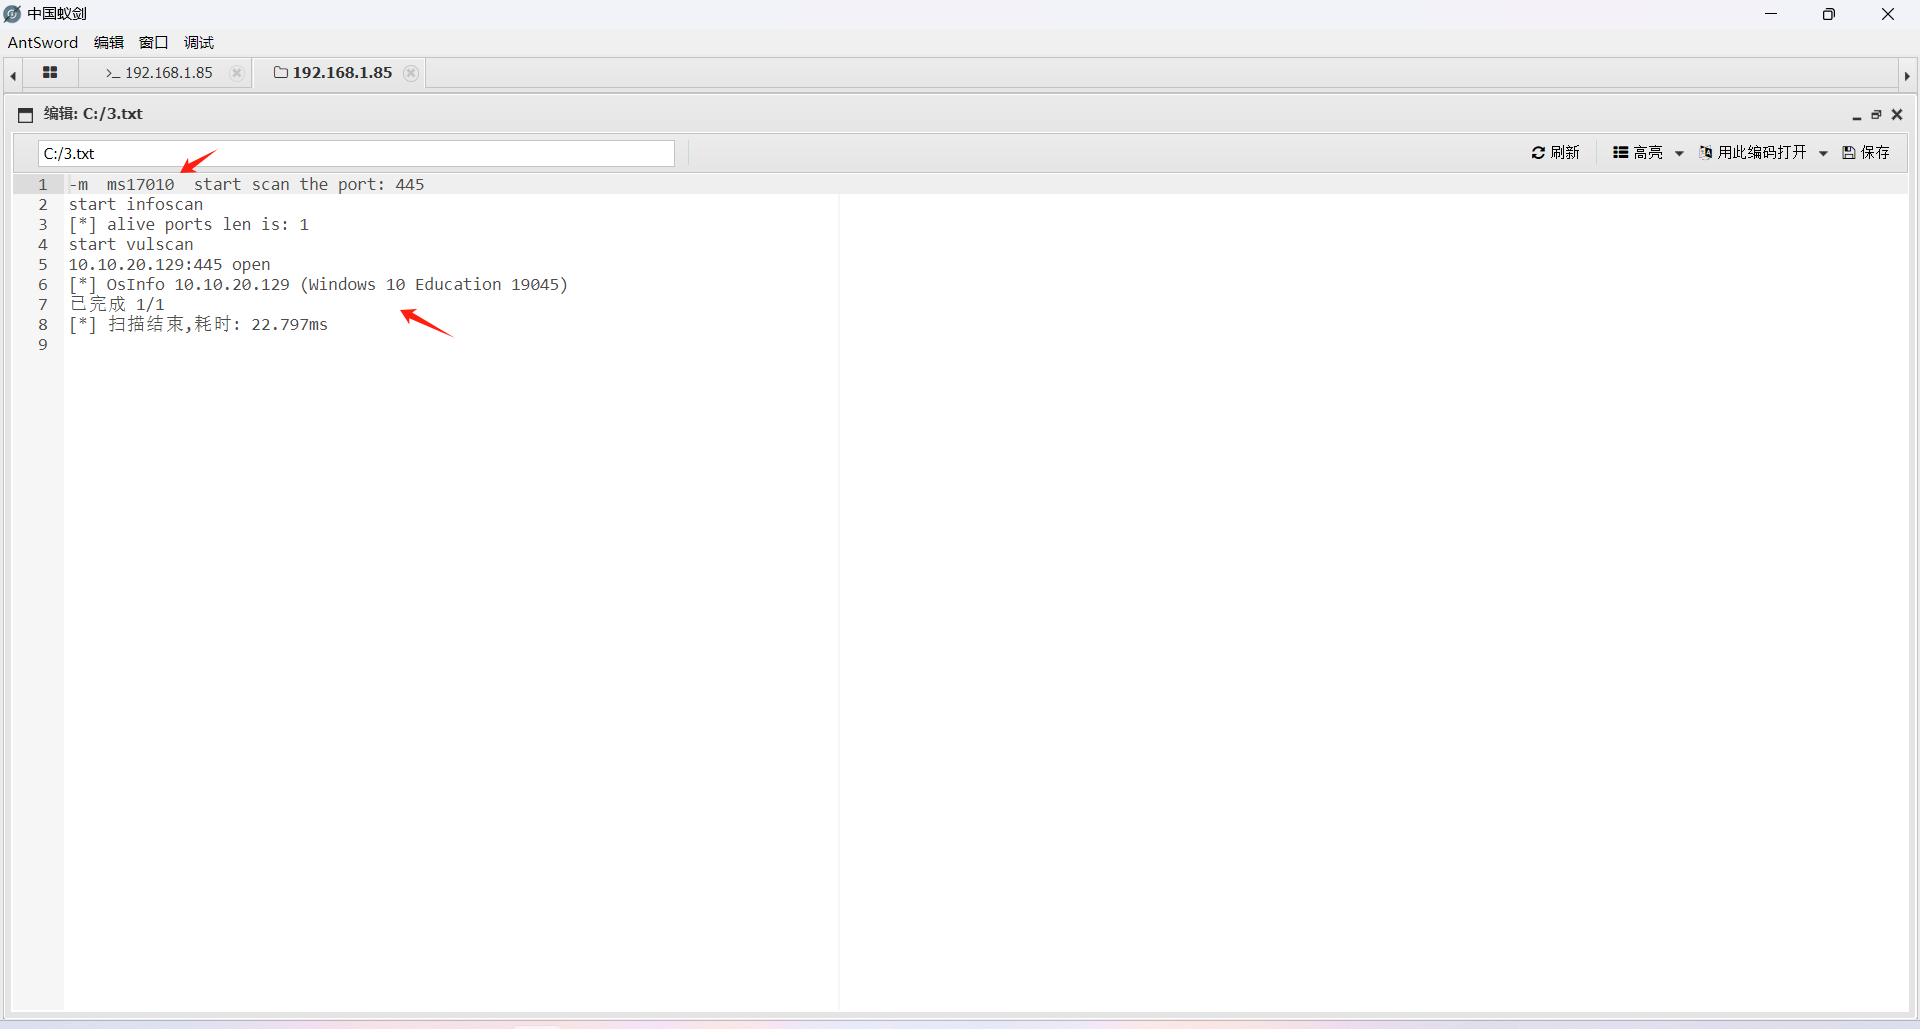 中国蚁剑
AntSword 编辑 窗口 调试
>_ 192.168.1.85 192.168.1.85
编辑: C:/3.txt
C:/3.txt 刷新 高亮 用此编码打开 保存
1 -m  ms17010  start scan the port: 445
2 start infoscan
3 [*] alive ports len is: 1
4 start vulscan
5 10.10.20.129:445 open
6 [*] OsInfo 10.10.20.129 (Windows 10 Education 19045)
7 已完成 1/1
8 [*] 扫描结束,耗时: 22.797ms
9